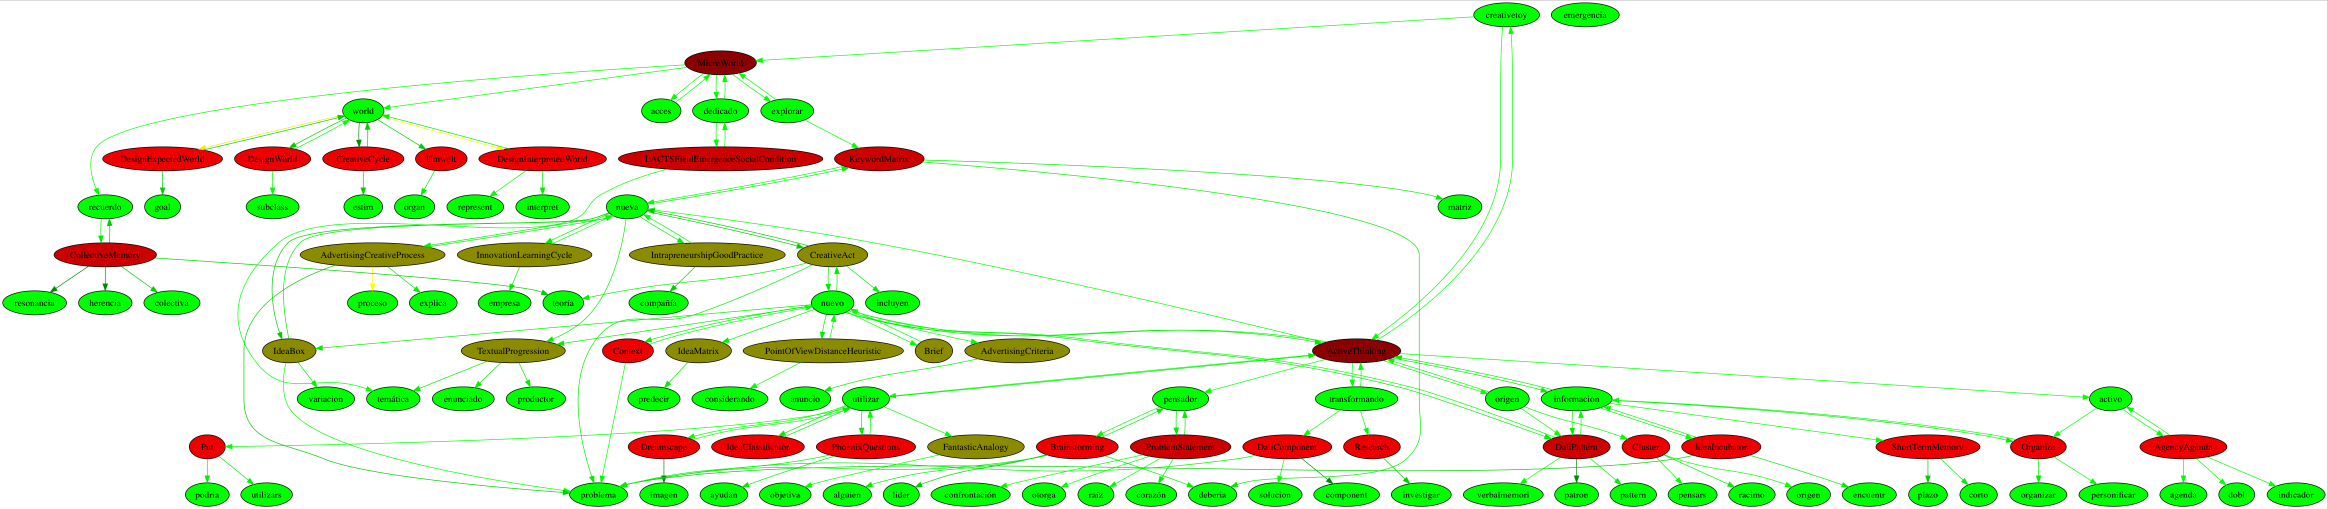 creativetoy
emergencia
MicroWorld
world
acces
dedicado
explorar
DesignExpectedWorld
DesignWorld
CreativeCycle
Umwelt
DesignInterpretedWorld
LACTSFieldEmergenceSocialCondition
KeywordMatrix
recuerdo
goal
subclass
estim
organ
represent
interpret
nueva
matriz
CollectiveMemory
AdvertisingCreativeProcess
InnovationLearningCycle
IntrapreneurshipGoodPractice
CreativeAct
resonancia
herencia
colectiva
proceso
explica
empresa
teoría
compañía
nuevo
incluyen
IdeaBox
TextualProgression
Context
IdeaMatrix
PointOfViewDistanceHeuristic
Brief
AdvertisingCriteria
ActiveThinking
variacion
temática
enunciado
productor
predecir
considerando
anuncio
utilizar
pensador
transformando
origen
informacion
activo
Put
Dreamscape
IdeaClassificator
PhoenixQuestions
FantasticAnalogy
Brainstorming
ProblemStatement
DaliComponent
Research
DaliPattern
Cluster
IdeaIncubator
ShortTermMemory
Organize
AgencyAgenda
podria
utilizars
problema
imagen
ayudan
objetiva
alguien
lider
confrontación
otorga
raíz
corazón
deberia
solucion
component
investigar
verbalmemori
patron
pattern
pensars
racimo
origen
encuentr
plazo
corto
organizar
personificar
agenda
dobl
indicador